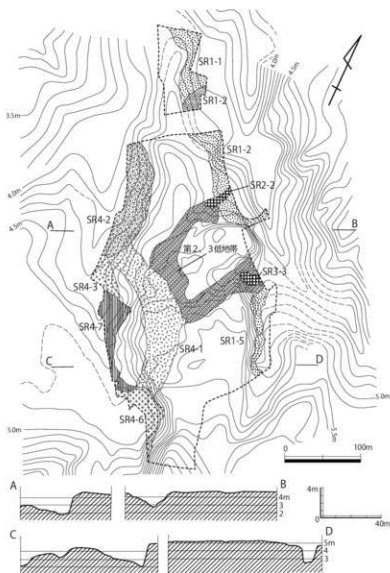 SR1-1
SR1-2
3.5m
4.0m
4.5m
SR1-2
SR2-2
4.0m
4.5m
SR4-2
A
B
第2、3低地帯
SR4-3
SR3-3
SR4-7
SR4-1
SR1-5
C
D
SR4-6
5.0m
5.0m
5.5m
0
100m
A
B
4m
3
2
4m
0
40m
C
D
5m
4
3